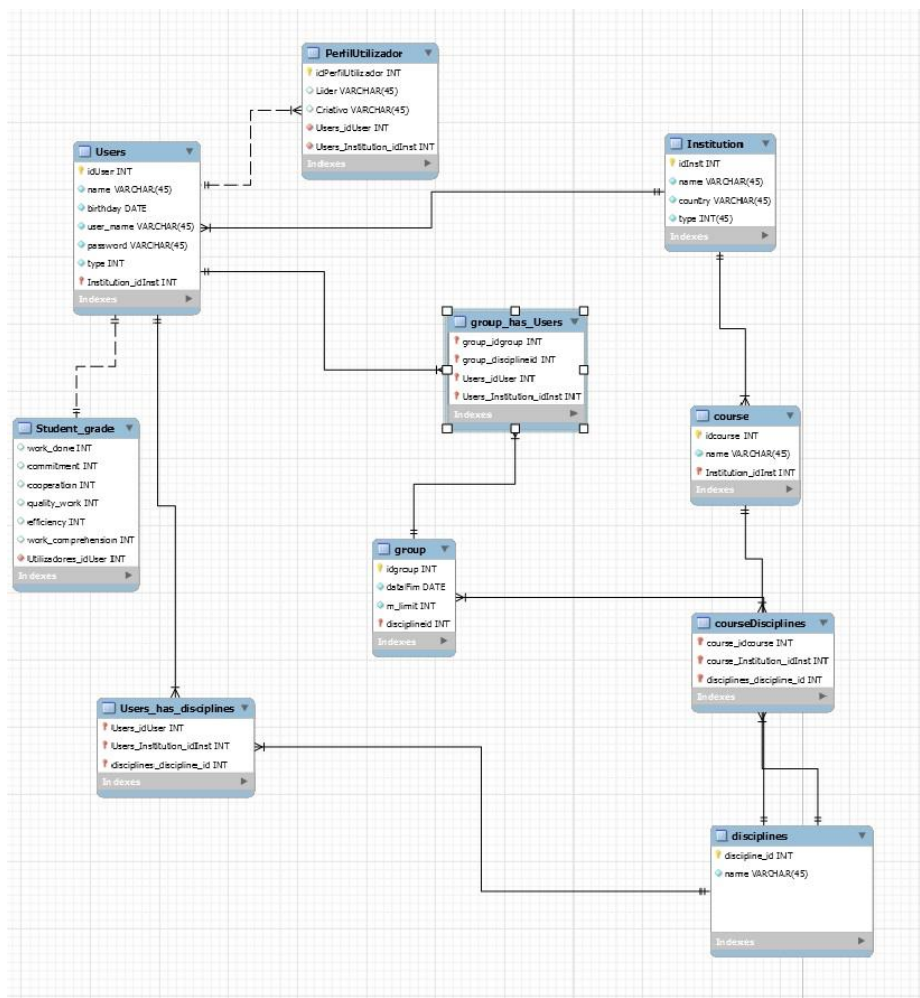 PerfilUtilizador
idPerfilUtilizador INT
Lider VARCHAR(45)
Criativo VARCHAR(45)
Users_idUser INT
Users_Institution_idInst INT
Indexes
Users
idUser INT
name VARCHAR(45)
birthday DATE
user_name VARCHAR(45)
password VARCHAR(45)
type INT
Institution_idInst INT
Indexes
Institution
idInst INT
name VARCHAR(45)
country VARCHAR(45)
type INT(45)
Indexes
group_has_Users
group_idgroup INT
group_disciplineid INT
Users_idUser INT
Users_Institution_idInst INT
Indexes
Student_grade
work_done INT
commitment INT
cooperation INT
quality_work INT
efficiency INT
work_comprehension INT
Utilizadores_idUser INT
Indexes
course
idcourse INT
name VARCHAR(45)
Institution_idInst INT
Indexes
group
idgroup INT
dataFim DATE
m_limit INT
disciplineid INT
Indexes
courseDisciplines
course_idcourse INT
course_Institution_idInst INT
disciplines_discipline_id INT
Indexes
Users_has_disciplines
Users_idUser INT
Users_Institution_idInst INT
disciplines_discipline_id INT
Indexes
disciplines
discipline_id INT
name VARCHAR(45)
Indexes